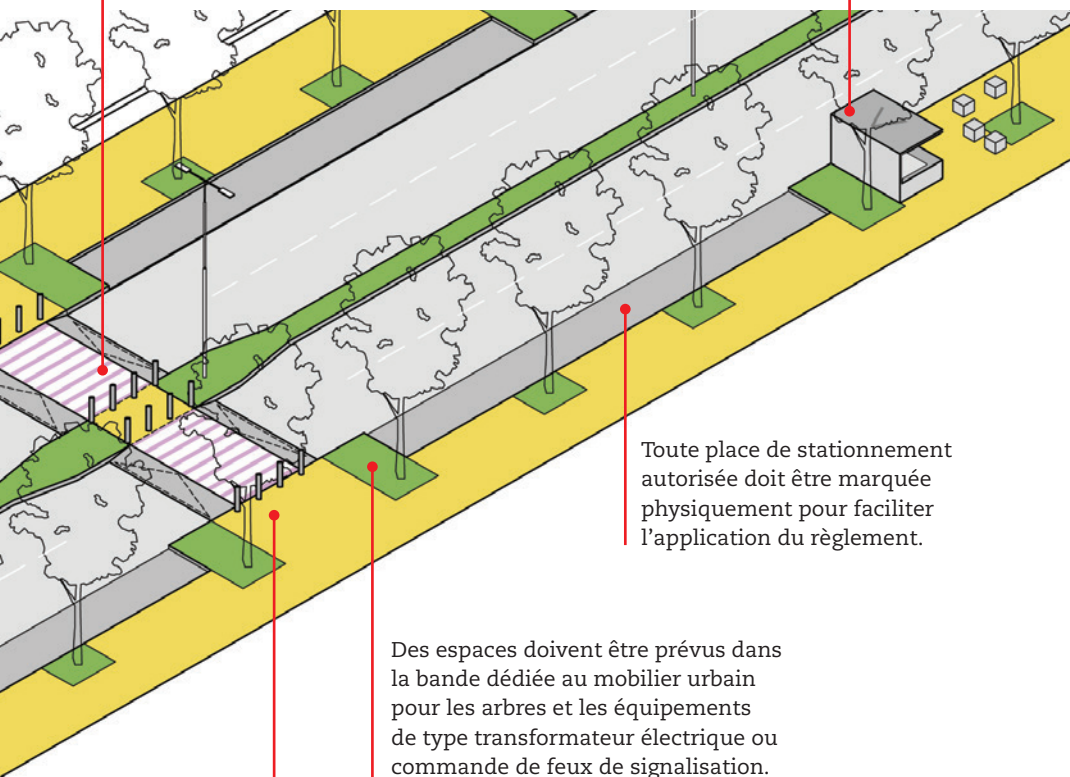 Toute place de stationnement
autorisée doit être marquée
physiquement pour faciliter
l'application du règlement.
Des espaces doivent être prévus dans
la bande dédiée au mobilier urbain
pour les arbres et les équipements
de type transformateur électrique ou
commande de feux de signalisation.